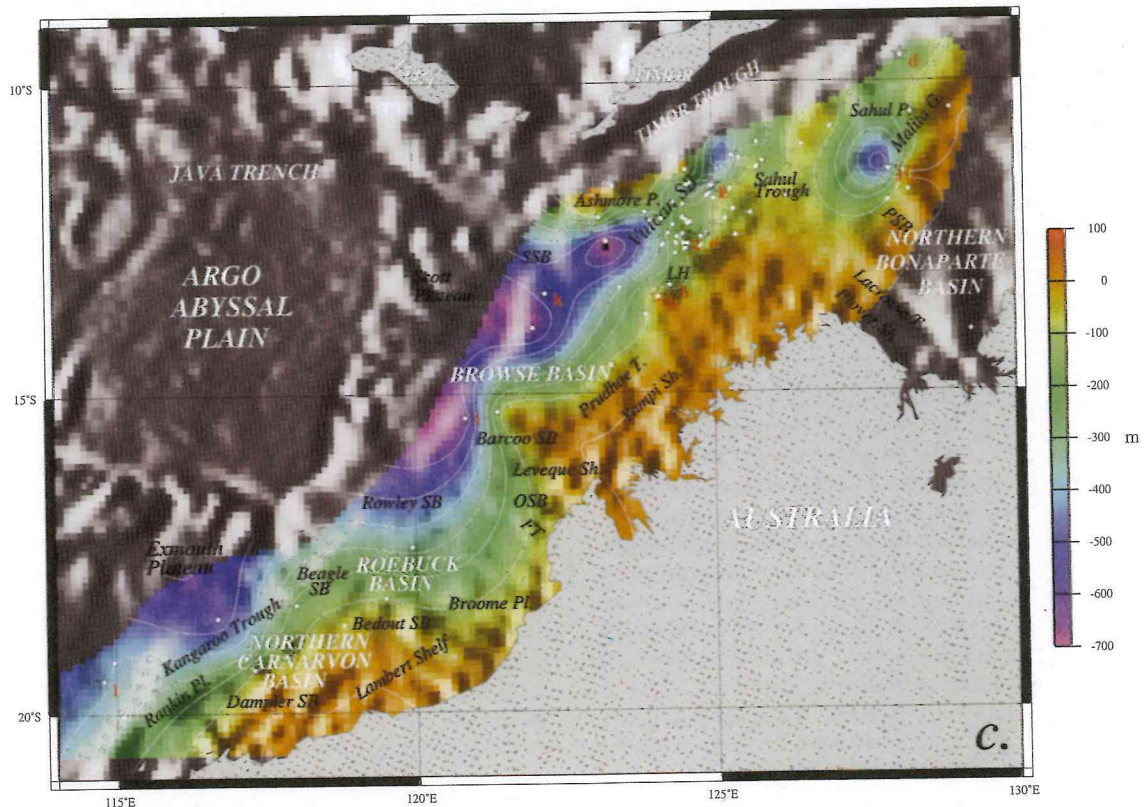 10°S
15°S
20°S
115°E
120°E
125°E
130°E
TIMOR
TIMOR TROUGH
JAVA TRENCH
ARGO
ABYSSAL
PLAIN
Scott
Plateau
Exmouth
Plateau
Sahul P.
Malita G.
d
Sahul
Trough
Ashmore P.
Vulcan SB
SSB
LH
PSB
NORTHERN
BONAPARTE
BASIN
k
BROWSE BASIN
Prudhoe T.
Yampi Sh.
Barcoo SB
Leveque Sh.
Rowley SB
OSB
FT
AUSTRALIA
ROEBUCK
BASIN
Beagle
SB
Broome Pl.
Bedout SB
Kangaroo Trough
NORTHERN
CARNARVON
BASIN
Lambert Shelf
Rankin Pl.
Dampier SB
l
c.
100
0
-100
-200
-300
-400
-500
-600
-700
m